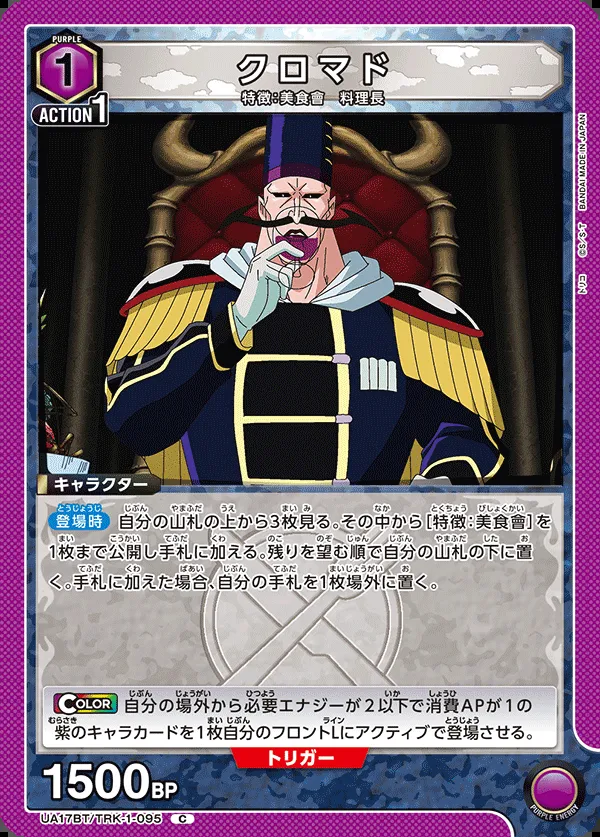 PURPLE
1
ACTION 1
クロマド
特徴:美食會 料理長
BANDAI MADE IN JAPAN
©S/S･T
トリコ
キャラクター
登場時 自分の山札の上から3枚見る。その中から[特徴:美食會]を
1枚まで公開し手札に加える。残りを望む順で自分の山札の下に置
く。手札に加えた場合、自分の手札を1枚場外に置く。
COLOR 自分の場外から必要エナジーが2以下で消費APが1の
紫のキャラカードを1枚自分のフロントLにアクティブで登場させる。
トリガー
1500BP
UA17BT/TRK-1-095 C